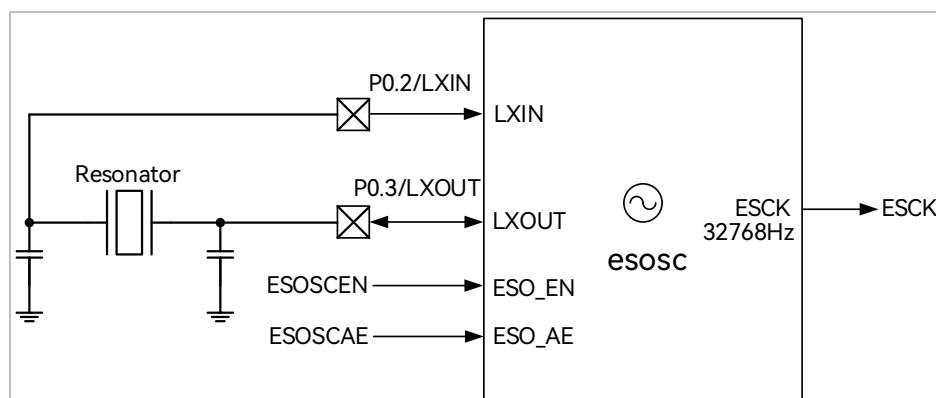 P0.2/LXIN
LXIN
Resonator
P0.3/LXOUT
LXOUT
ESCK
ESCK
32768Hz
esosc
ESOSCEN
ESO_EN
ESOSCAE
ESO_AE